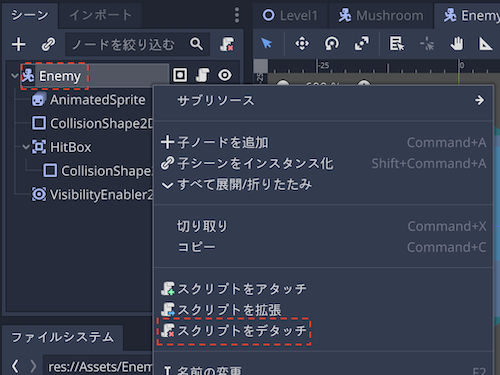 シーン インポート
Level1 Mushroom Enemy
ノードを絞り込む
Enemy
-25 0
AnimatedSprite
サブリソース
CollisionShape2D
HitBox
子ノードを追加 Command+A
CollisionShape
子シーンをインスタンス化 Shift+Command+A
すべて展開/折りたたみ
VisibilityEnabler2
切り取り Command+X
コピー Command+C
スクリプトをアタッチ
スクリプトを拡張
スクリプトをデタッチ
ファイルシステム
res://Assets/Enem
名前の変更 F2